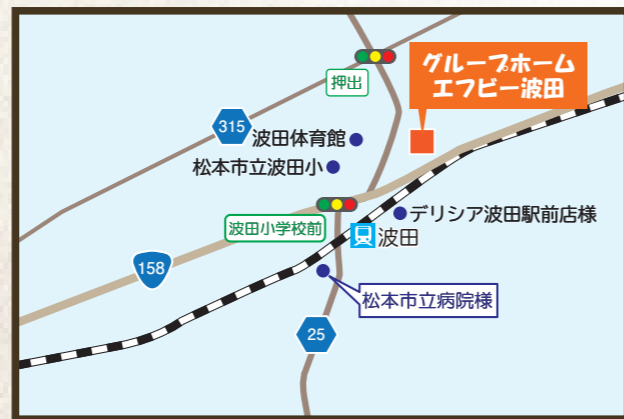 グループホーム
エフビー波田
押出
315
波田体育館
松本市立波田小
波田小学校前
デリシア波田駅前店様
波田
158
松本市立病院様
25